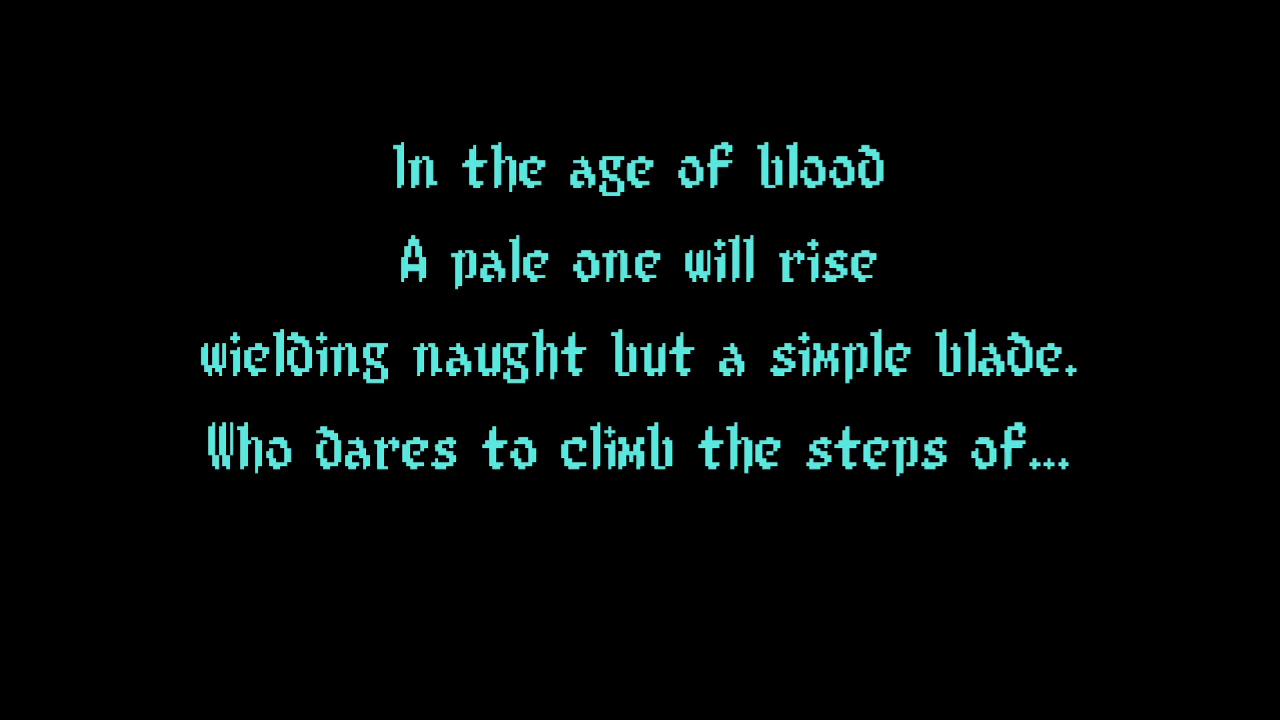 In the age of blood
A pale one will rise
wielding naught but a simple blade.
Who dares to climb the steps of...